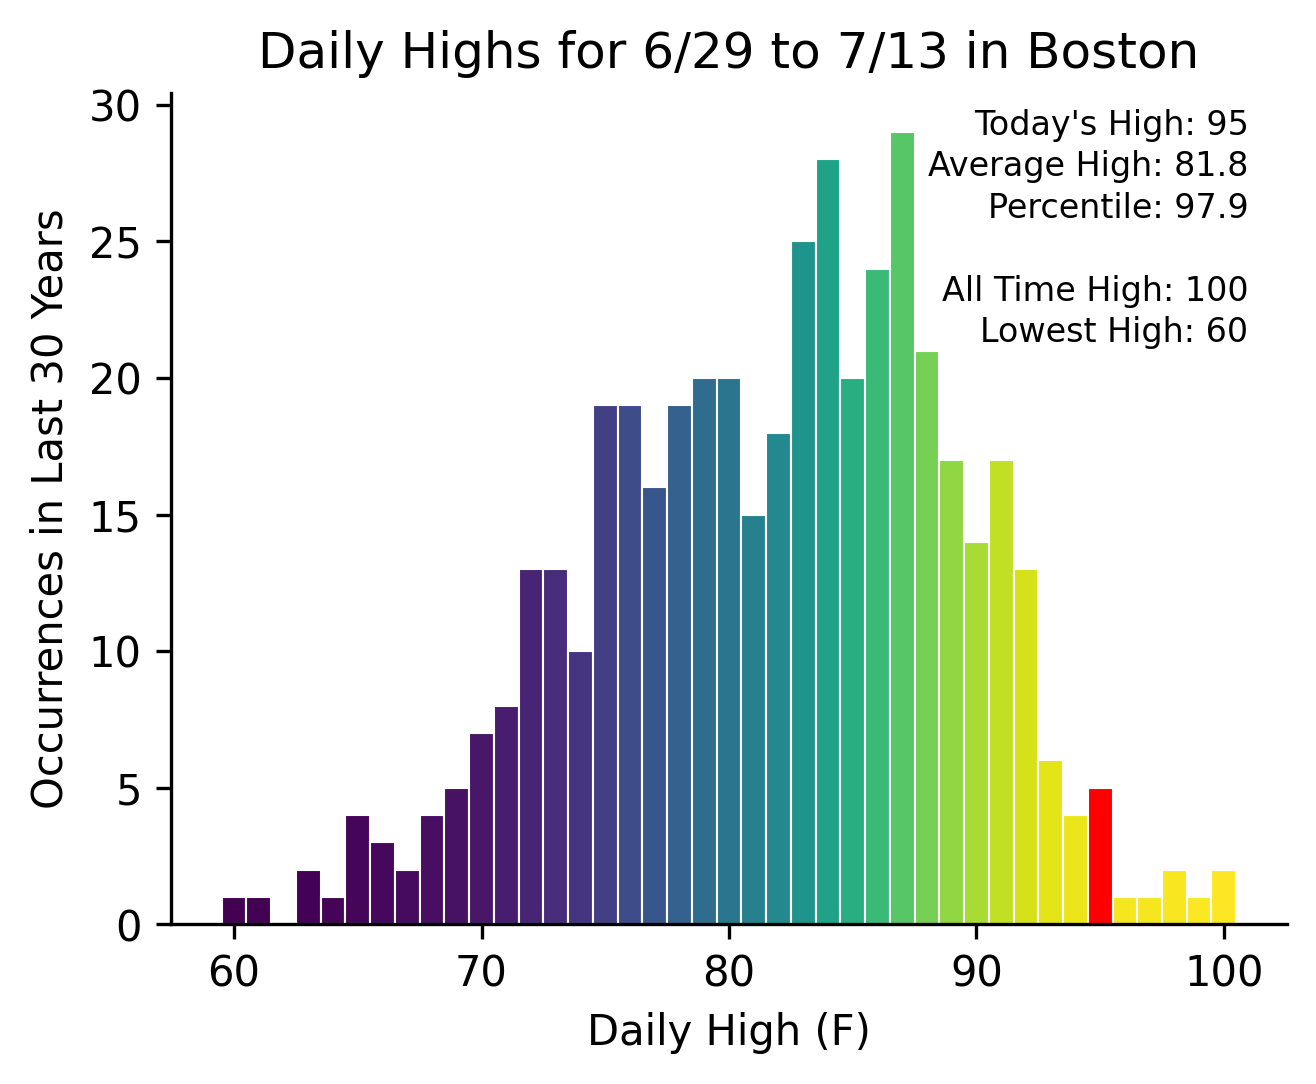 Daily Highs for 6/29 to 7/13 in Boston
30
25
20
15
10
5
0
Occurrences in Last 30 Years
Today's High: 95
Average High: 81.8
Percentile: 97.9
All Time High: 100
Lowest High: 60
60 70 80 90 100
Daily High (F)